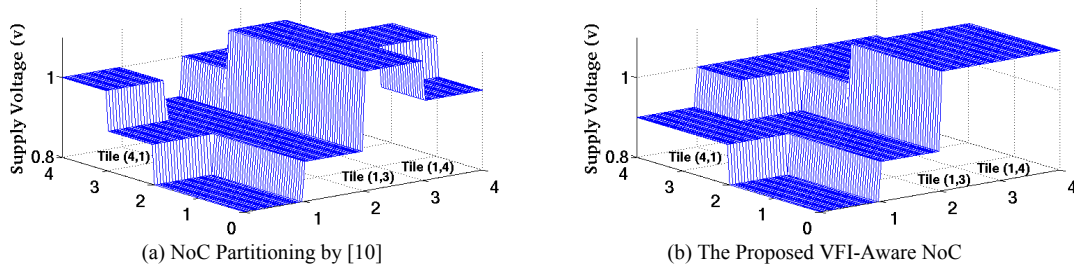 Supply Voltage (v)
1
0.8
4
3
2
1
0
1
2
3
4
Tile (4,1)
Tile (1,3)
Tile (1,4)
(a) NoC Partitioning by [10]
Supply Voltage (v)
1
0.8
4
3
2
1
0
1
2
3
4
Tile (4,1)
Tile (1,3)
Tile (1,4)
(b) The Proposed VFI-Aware NoC